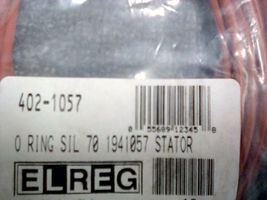 402-1057
0 55689 12345 8
O RING SIL 70 1941057 STATOR
ELREG